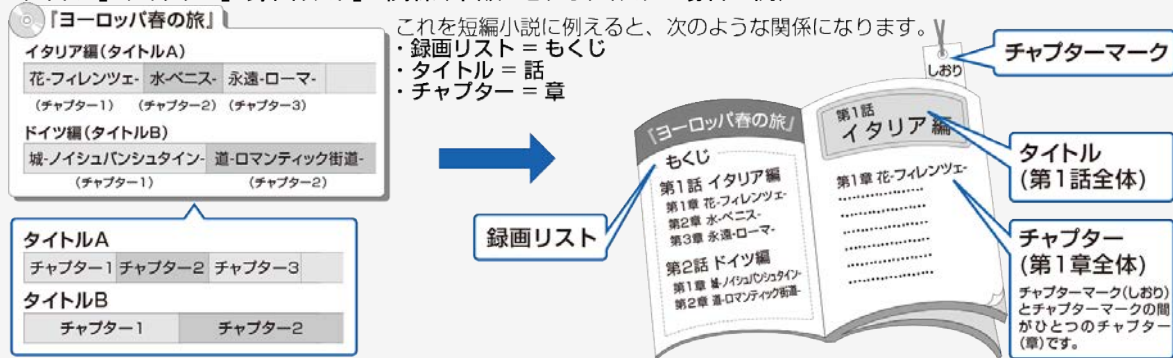 『ヨーロッパ春の旅』
イタリア編(タイトルA)
花-フィレンツェ- 水-ベニス- 永遠-ローマ-
(チャプター1) (チャプター2) (チャプター3)
ドイツ編(タイトルB)
城-ノイシュバンシュタイン- 道-ロマンティック街道-
(チャプター1) (チャプター2)
タイトルA
チャプター1 チャプター2 チャプター3
タイトルB
チャプター1 チャプター2
これを短編小説に例えると、次のような関係になります。
・録画リスト = もくじ
・タイトル = 話
・チャプター = 章
録画リスト
『ヨーロッパ春の旅』
もくじ
第1話 イタリア編
第1章 花-フィレンツェ-
第2章 水-ベニス-
第3章 永遠-ローマ-
第2話 ドイツ編
第1章 城-ノイシュバンシュタイン-
第2章 道-ロマンティック街道-
しおり
第1話
イタリア編
第1章 花-フィレンツェ-
チャプターマーク
タイトル
(第1話全体)
チャプター
(第1章全体)
チャプターマーク(しおり)
とチャプターマークの間
がひとつのチャプター
(章)です。